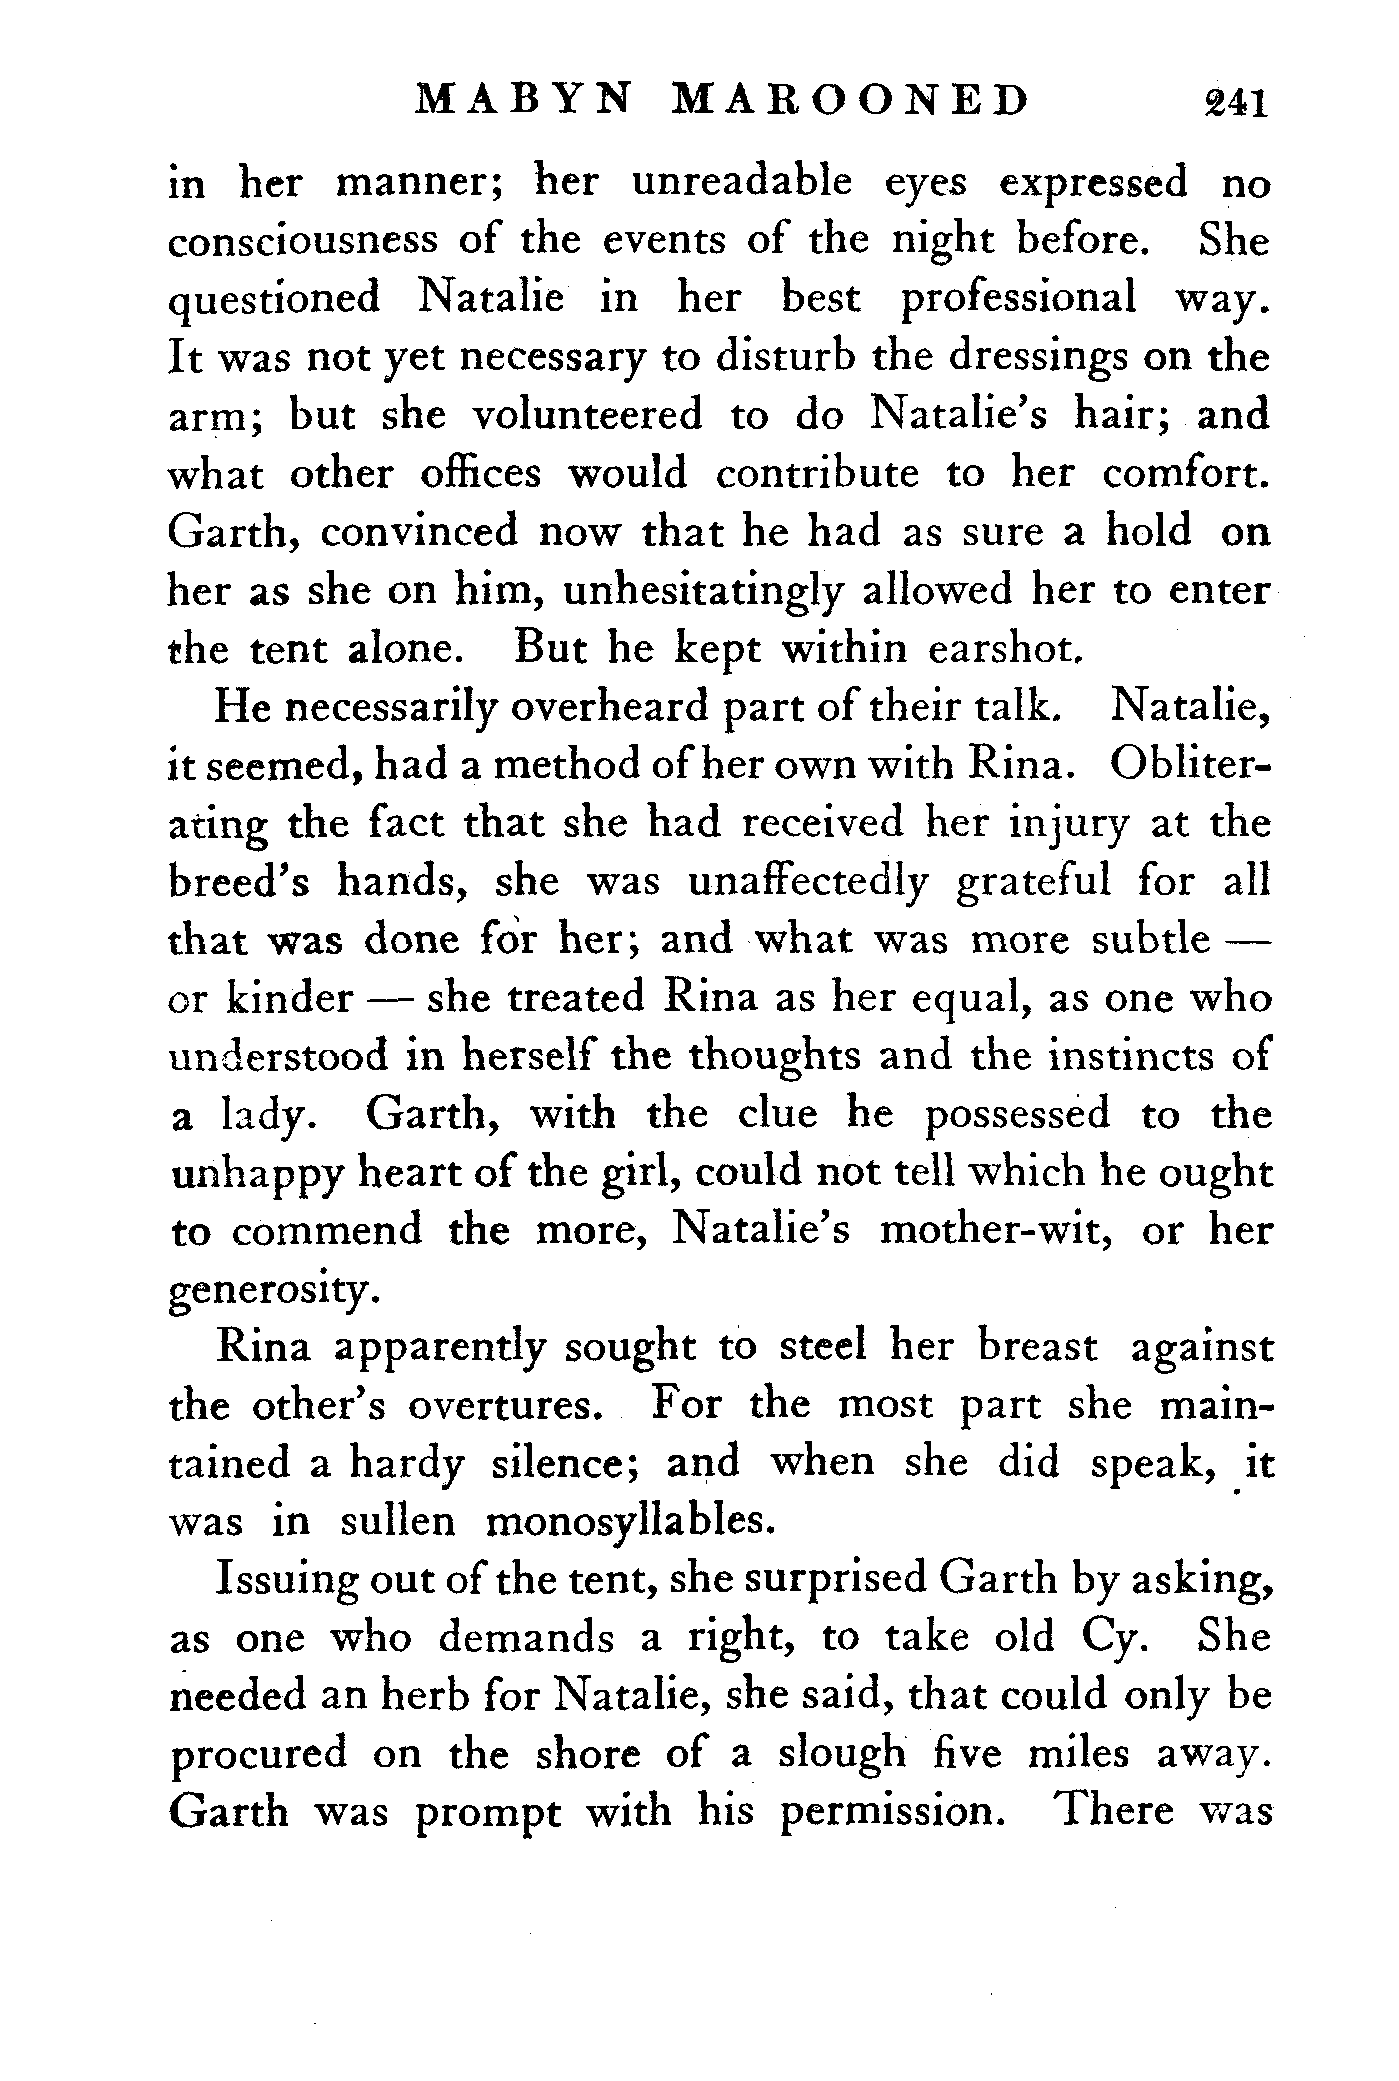 MABYN MAROONED 241
in her manner; her unreadable eyes expressed no
consciousness of the events of the night before. She
questioned Natalie in her best professional way.
It was not yet necessary to disturb the dressings on the
arm; but she volunteered to do Natalie's hair; and
what other offices would contribute to her comfort.
Garth, convinced now that he had as sure a hold on
her as she on him, unhesitatingly allowed her to enter
the tent alone. But he kept within earshot.
He necessarily overheard part of their talk. Natalie,
it seemed, had a method of her own with Rina. Obliter-
ating the fact that she had received her injury at the
breed's hands, she was unaffectedly grateful for all
that was done for her; and what was more subtle —
or kinder — she treated Rina as her equal, as one who
understood in herself the thoughts and the instincts of
a lady. Garth, with the clue he possessed to the
unhappy heart of the girl, could not tell which he ought
to commend the more, Natalie's mother-wit, or her
generosity.
Rina apparently sought to steel her breast against
the other's overtures. For the most part she main-
tained a hardy silence; and when she did speak, it
was in sullen monosyllables.
Issuing out of the tent, she surprised Garth by asking,
as one who demands a right, to take old Cy. She
needed an herb for Natalie, she said, that could only be
procured on the shore of a slough five miles away.
Garth was prompt with his permission. There was